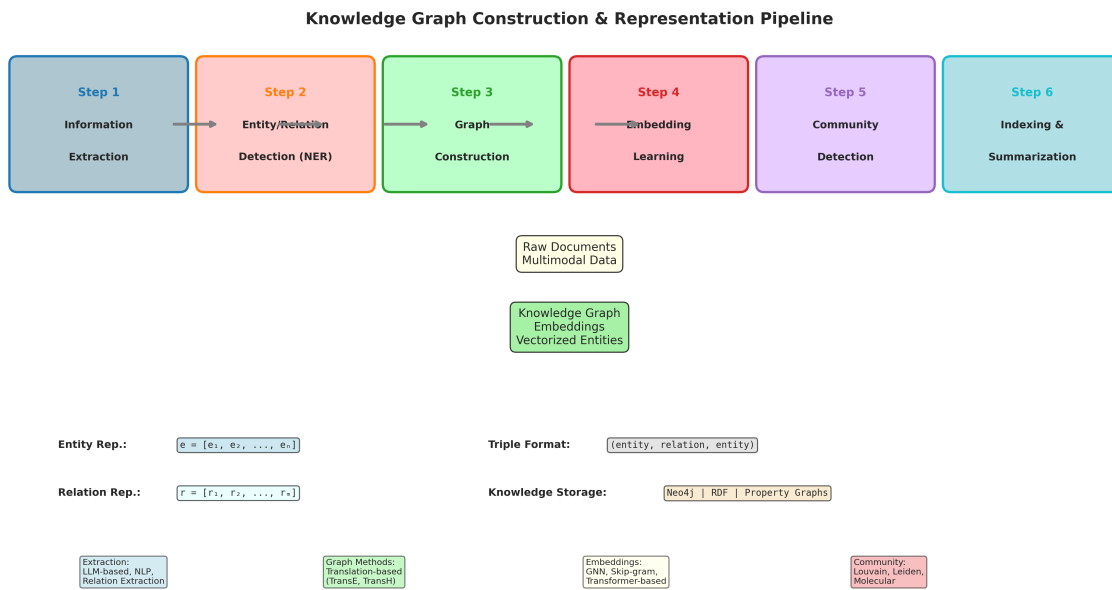 Knowledge Graph Construction & Representation Pipeline
Step 1
Information
Extraction
Step 2
Entity/Relation
Detection (NER)
Step 3
Graph
Construction
Step 4
Embedding
Learning
Step 5
Community
Detection
Step 6
Indexing &
Summarization
Raw Documents
Multimodal Data
Knowledge Graph
Embeddings
Vectorized Entities
Entity Rep.:
e = [e₁, e₂, ..., eₙ]
Triple Format:
(entity, relation, entity)
Relation Rep.:
r = [r₁, r₂, ..., rₘ]
Knowledge Storage:
Neo4j | RDF | Property Graphs
Extraction:
LLM-based, NLP,
Relation Extraction
Graph Methods:
Translation-based
(TransE, TransH)
Embeddings:
GNN, Skip-gram,
Transformer-based
Community:
Louvain, Leiden,
Molecular